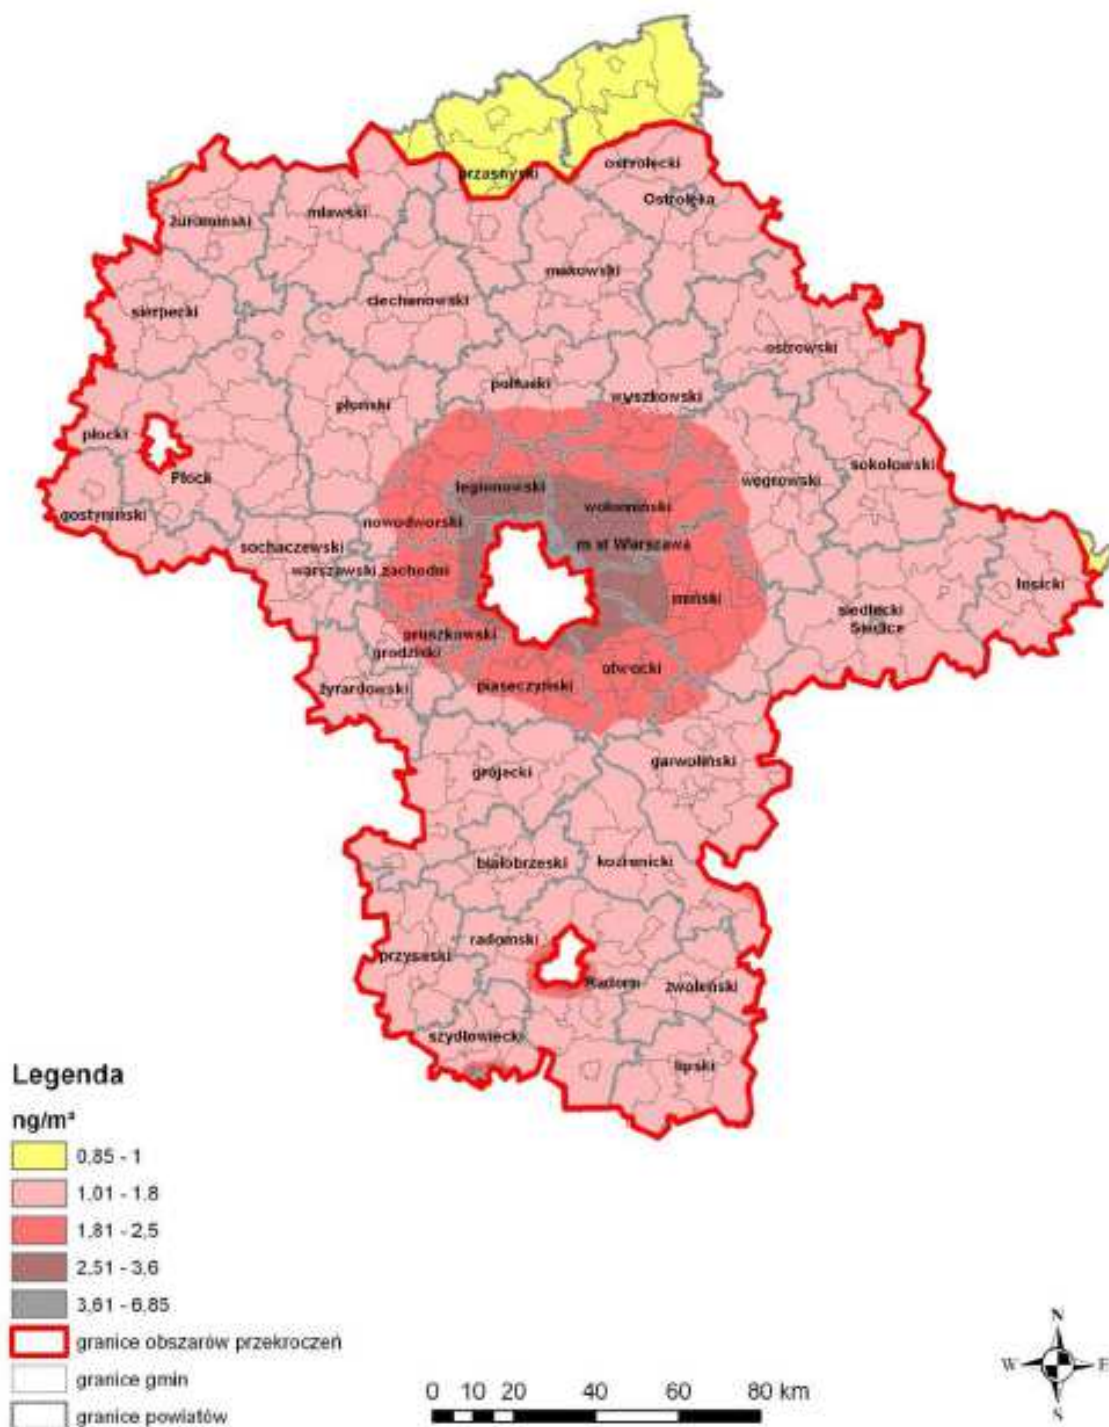 przasnyski
ostrołęcki
Ostrołęka
żuromiński
mławski
makowski
ciechanowski
sierpecki
ostrowski
pułtuski
wyszkowski
płoński
płocki
Płock
sokołowski
węgrowski
legionowski
wołomiński
gostyniński
nowodworski
sochaczewski
m st Warszawa
warszawski zachodni
łosicki
miński
siedlecki
Siedlce
pruszkowski
grodziski
otwocki
żyrardowski
piaseczyński
garwoliński
grójecki
białobrzeski
kozienicki
radomski
przysuski
Radom
zwoleński
szydłowiecki
lipski
Legenda
ng/m³
0,85 - 1
1,01 - 1,8
1,81 - 2,5
2,51 - 3,6
3,61 - 6,85
granice obszarów przekroczeń
granice gmin
granice powiatów
0 10 20 40 60 80 km
N
W E
S